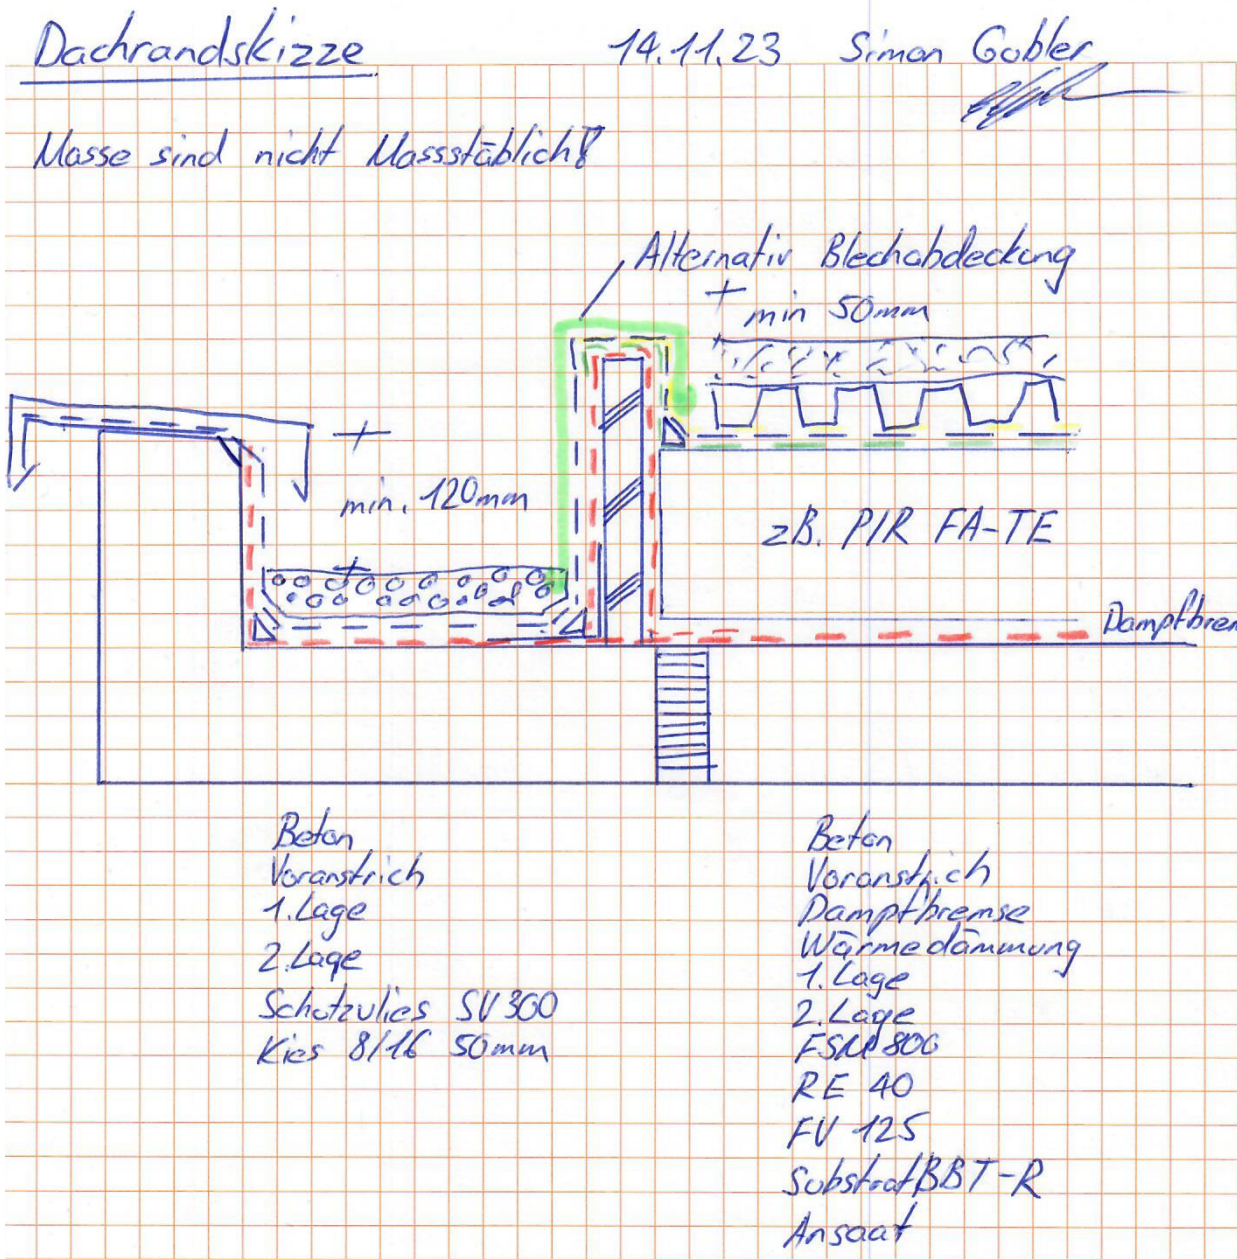 Dachrandskizze 14.11.23 Simon Gobler
Masse sind nicht Massstäblich!
Alternativ Blechabdeckung
min 50mm
min. 120mm
zB. PIR FA-TE
Dampfbrem
Beton
Voranstrich
1. Lage
2. Lage
Schutzvlies SV 300
Kies 8/16 50mm
Beton
Voranstrich
Dampfbremse
Wärmedämmung
1. Lage
2. Lage
FSM 800
RE 40
FV 125
Substrat BBT-R
Ansaat